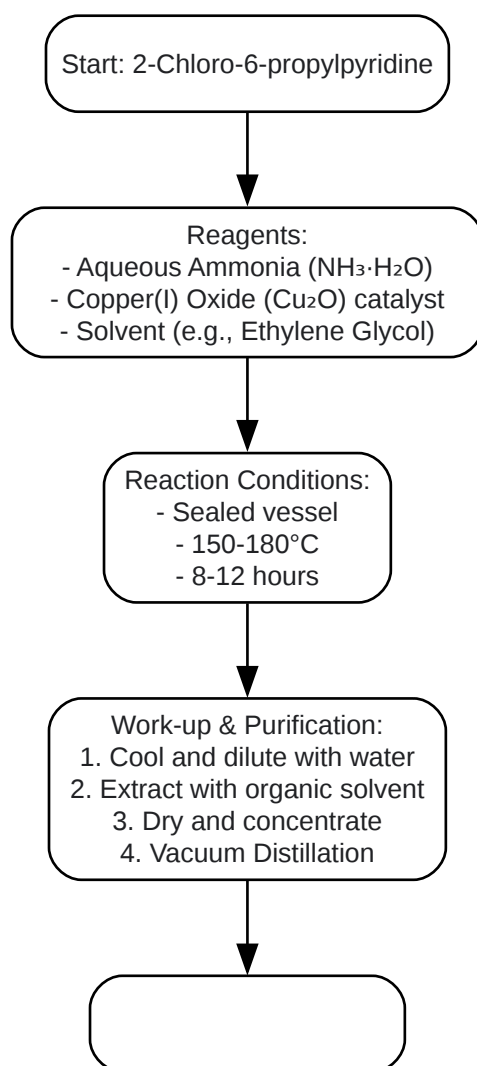 Start: 2-Chloro-6-propylpyridine
Reagents:
- Aqueous Ammonia (NH₃·H₂O)
- Copper(I) Oxide (Cu₂O) catalyst
- Solvent (e.g., Ethylene Glycol)
Reaction Conditions:
- Sealed vessel
- 150-180°C
- 8-12 hours
Work-up & Purification:
1. Cool and dilute with water
2. Extract with organic solvent
3. Dry and concentrate
4. Vacuum Distillation